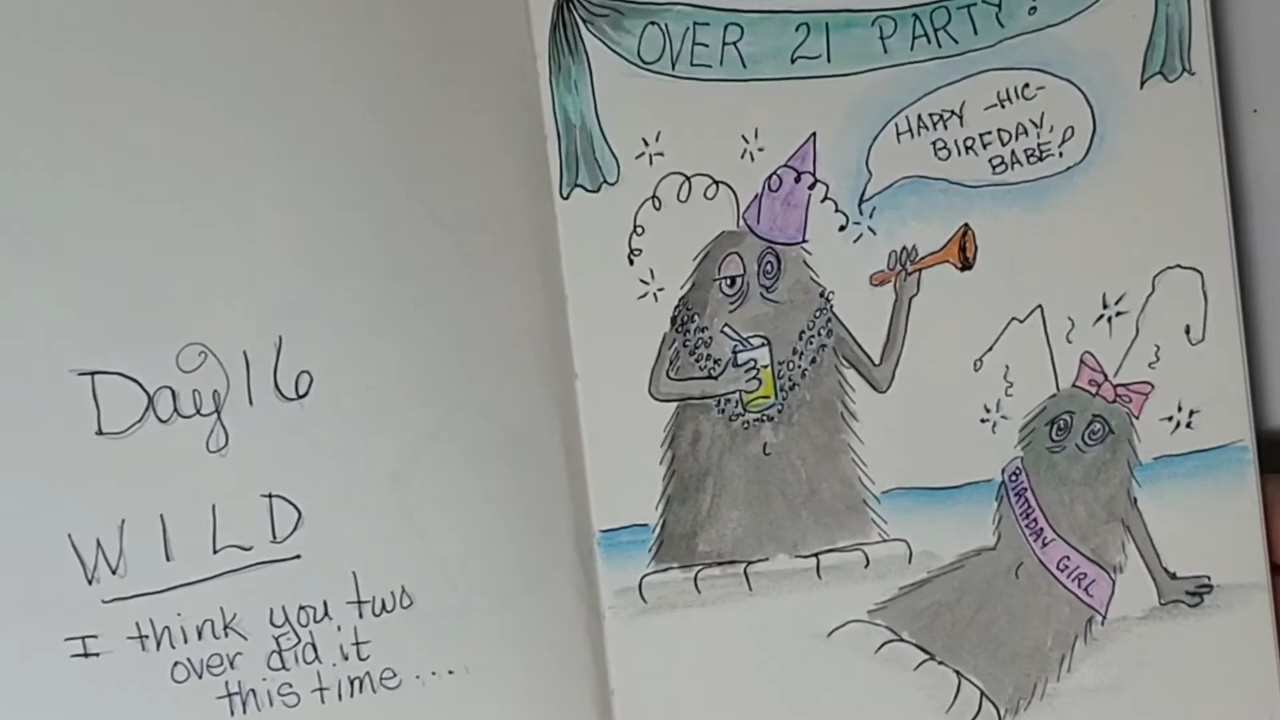 Day 16
WILD
I think you two
over did it
this time....
OVER 21 PARTY!
HAPPY -HIC-
BIRFDAY,
BABE!
BIRTHDAY GIRL